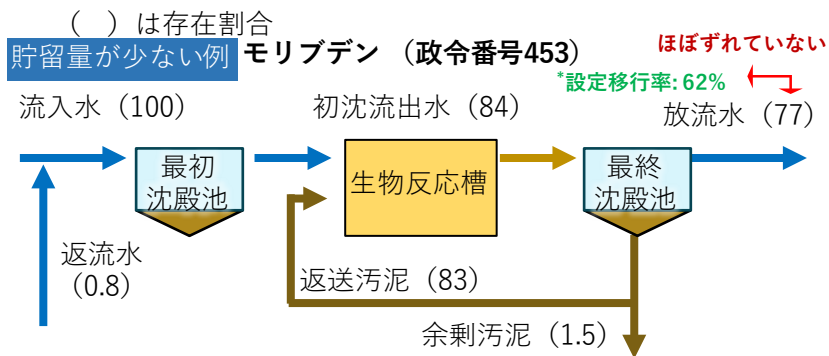 （ ）は存在割合
貯留量が少ない例 モリブデン （政令番号453） ほぼずれていない
*設定移行率: 62%
流入水（100） 初沈流出水（84） 放流水（77）
最初
沈殿池
生物反応槽
最終
沈殿池
返流水
（0.8）
返送汚泥（83）
余剰汚泥（1.5）